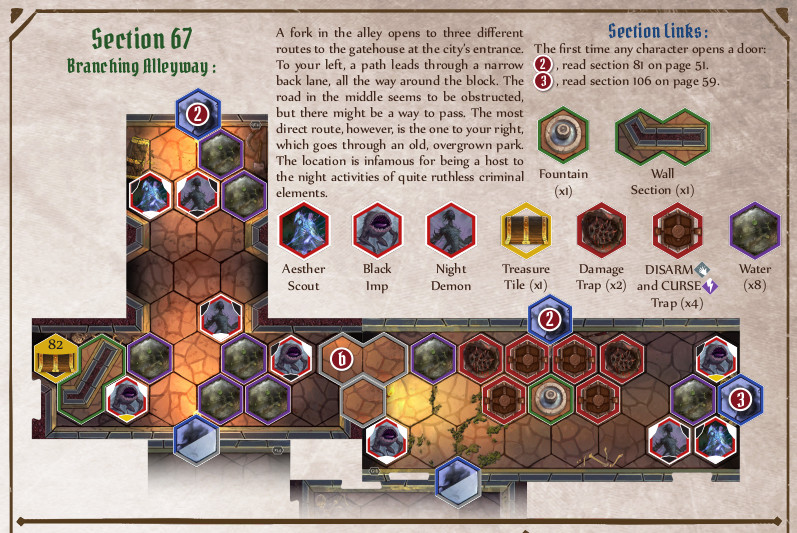 Section 67
Branching Alleyway:
A fork in the alley opens to three different
routes to the gatehouse at the city's entrance.
To your left, a path leads through a narrow
back lane, all the way around the block. The
road in the middle seems to be obstructed,
but there might be a way to pass. The most
direct route, however, is the one to your right,
which goes through an old, overgrown park.
The location is infamous for being a host to
the night activities of quite ruthless criminal
elements.
Section Links:
The first time any character opens a door:
2, read section 81 on page 51.
3, read section 106 on page 59.
Fountain
(x1)
Wall
Section (x1)
Aesther
Scout
Black
Imp
Night
Demon
Treasure
Tile (x1)
Damage
Trap (x2)
DISARM
and CURSE
Trap (x4)
Water
(x8)
2
2
82
6
3